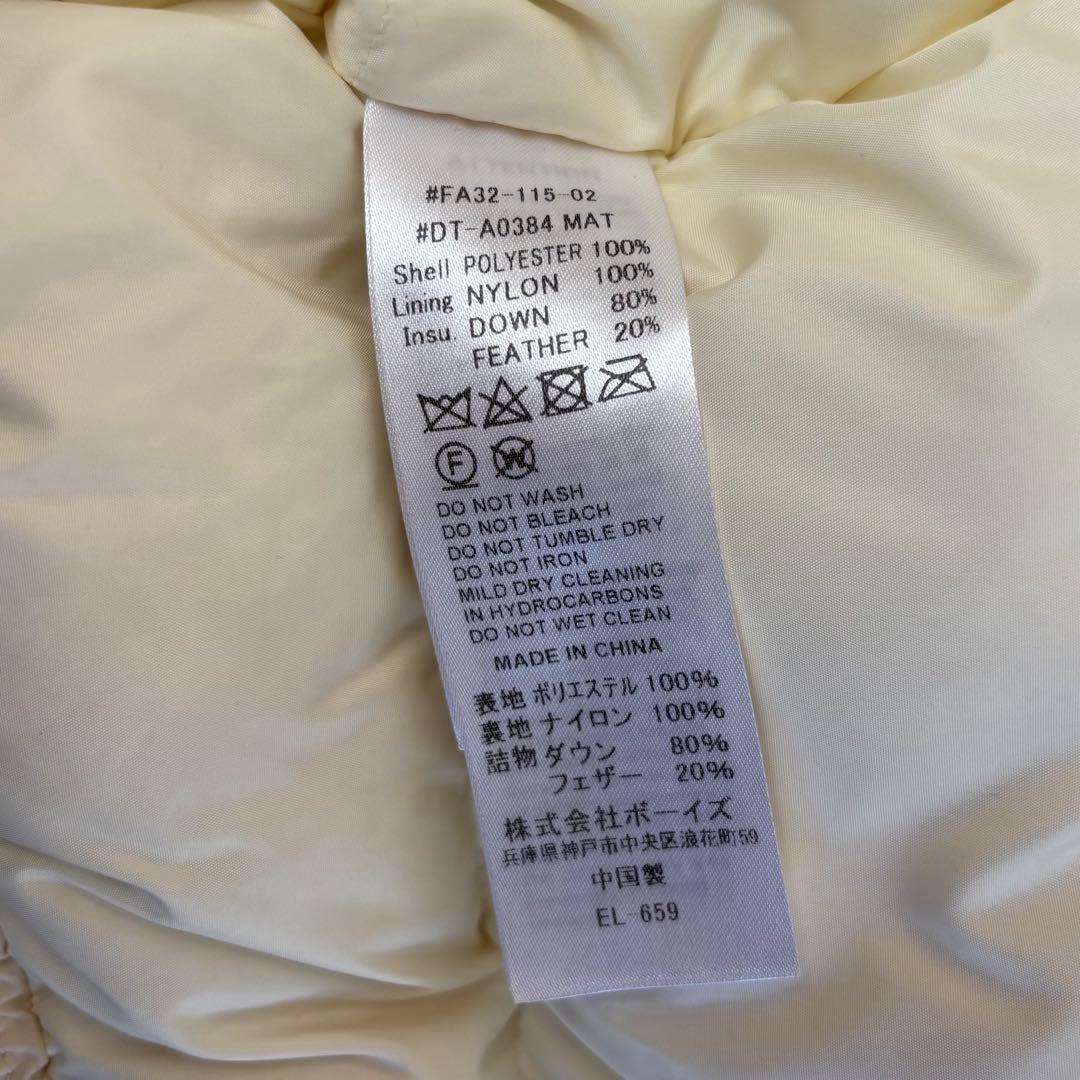 #FA32-115-02
#DT-A0384 MAT
Shell POLYESTER 100%
Lining NYLON 100%
Insu. DOWN 80%
FEATHER 20%
F W
DO NOT WASH
DO NOT BLEACH
DO NOT TUMBLE DRY
DO NOT IRON
MILD DRY CLEANING
IN HYDROCARBONS
DO NOT WET CLEAN
MADE IN CHINA
表地 ポリエステル 100%
裏地 ナイロン 100%
詰物 ダウン 80%
フェザー 20%
株式会社ボーイズ
兵庫県神戸市中央区浪花町59
中国製
EL-659